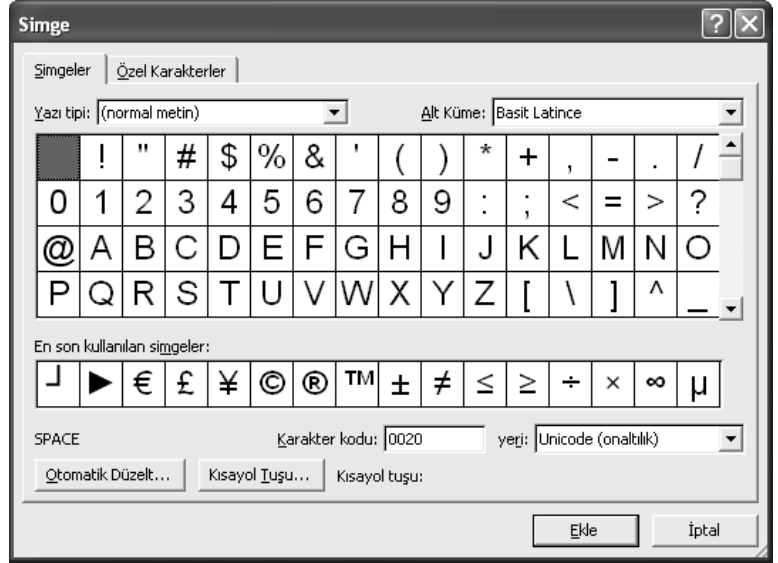 Simge
Simgeler Özel Karakterler
Yazı tipi: (normal metin) Alt Küme: Basit Latince
! " # $ % & ' ( ) * + , - . /
0 1 2 3 4 5 6 7 8 9 : ; < = > ?
@ A B C D E F G H I J K L M N O
P Q R S T U V W X Y Z [ \ ] ^ _
En son kullanılan simgeler:
┘ ► € £ ¥ © ® ™ ± ≠ ≤ ≥ ÷ × ∞ µ
SPACE Karakter kodu: 0020 yeri: Unicode (onaltılık)
Otomatik Düzelt... Kısayol Tuşu... Kısayol tuşu:
Ekle İptal